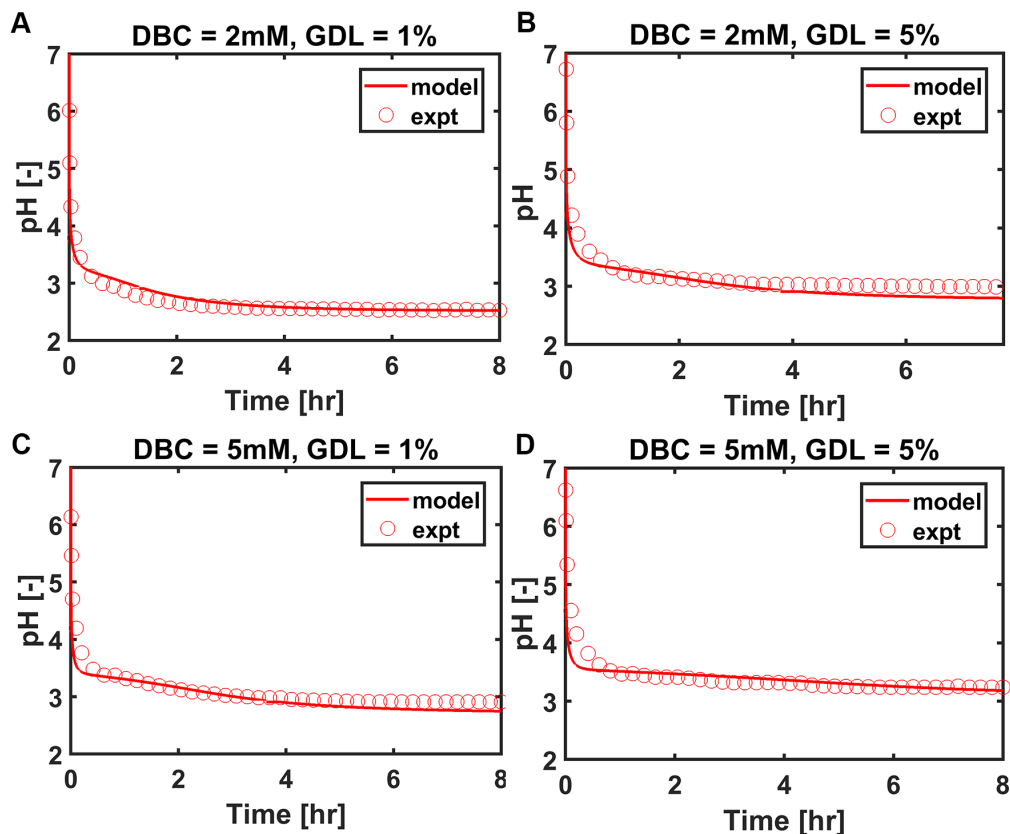 A
DBC = 2mM, GDL = 1%
7
6
5
4
3
2
pH [-]
model
expt
0
2
4
6
8
Time [hr]
B
DBC = 2mM, GDL = 5%
7
6
5
4
3
2
pH
model
expt
0
2
4
6
Time [hr]
C
DBC = 5mM, GDL = 1%
7
6
5
4
3
2
pH [-]
model
expt
0
2
4
6
8
Time [hr]
D
DBC = 5mM, GDL = 5%
7
6
5
4
3
2
pH [-]
model
expt
0
2
4
6
8
Time [hr]